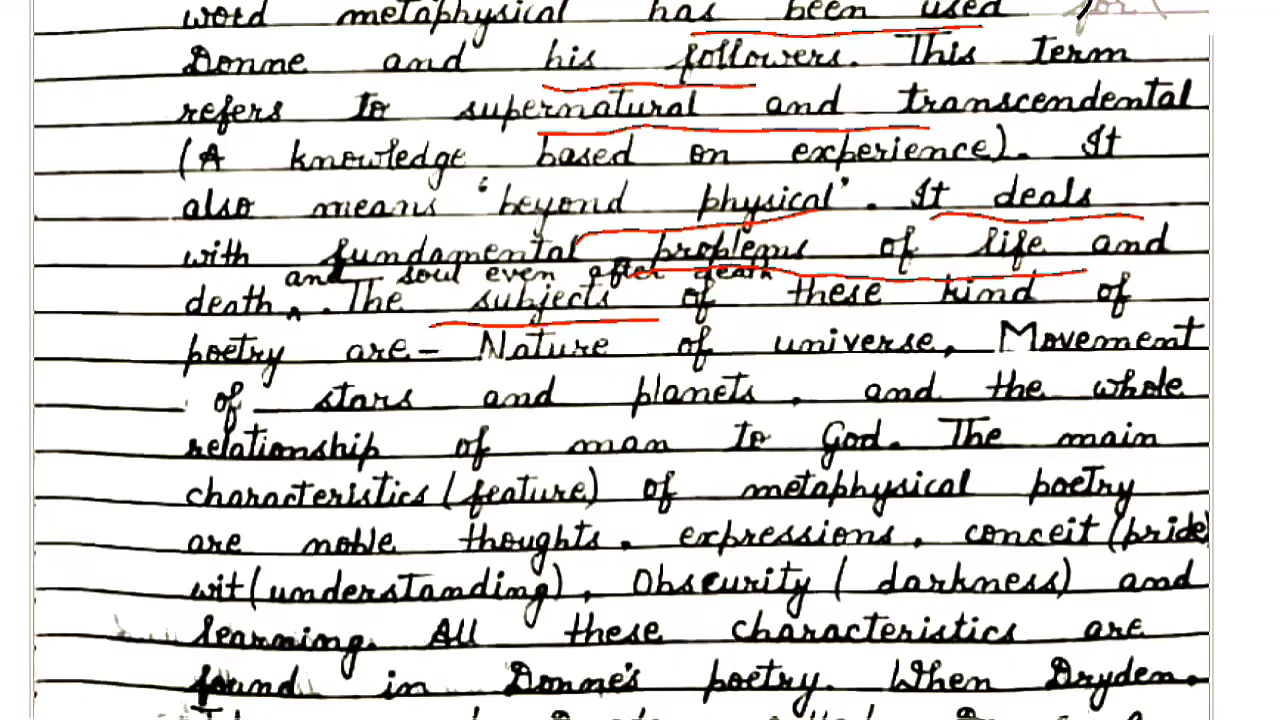 word metaphysical has been used for
Donne and his followers. This term
refers to supernatural and transcendental
(A knowledge based on experience). It
also means 'beyond physical'. It deals
with fundamental problems of life and
and soul even after death
death. The subjects of these kind of
poetry are- Nature of universe, Movement
of stars and planets, and the whole
relationship of man to God. The main
characteristics (feature) of metaphysical poetry
are noble thoughts, expressions, conceit (pride)
wit (understanding), Obscurity (darkness) and
learning. All these characteristics are
found in Donne's poetry. When Dryden.